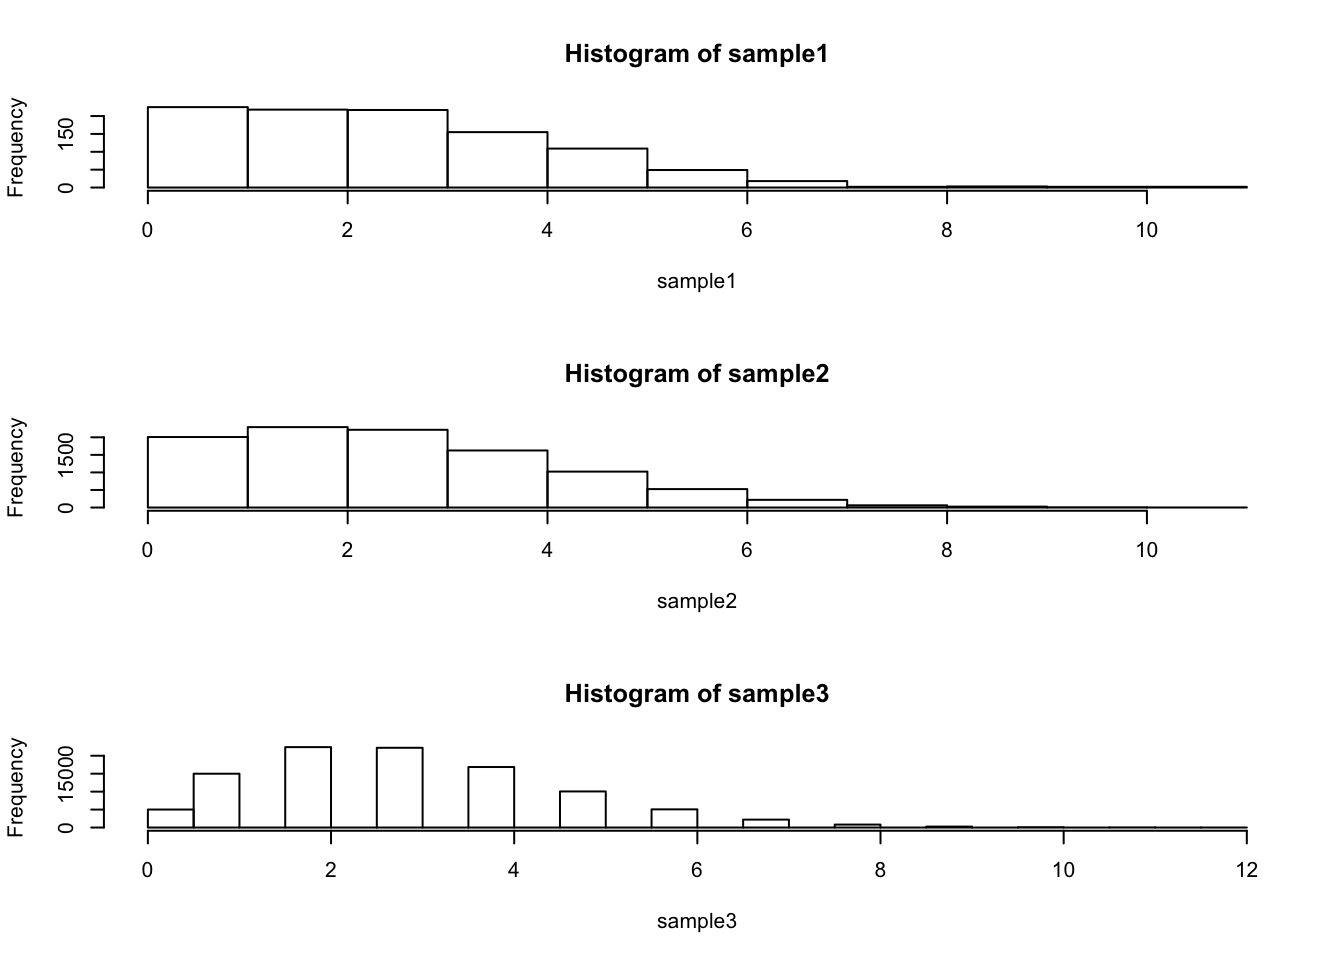 Histogram of sample1
Frequency
150
0
0 2 4 6 8 10
sample1
Histogram of sample2
Frequency
1500
0
0 2 4 6 8 10
sample2
Histogram of sample3
Frequency
15000
0
0 2 4 6 8 10 12
sample3